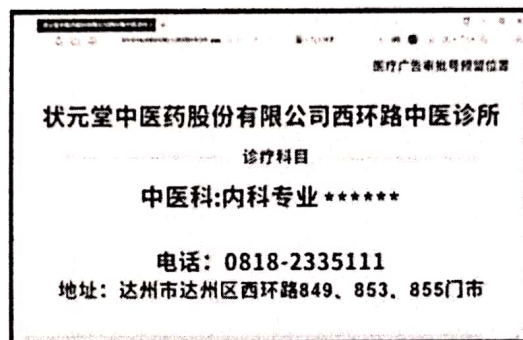 医疗广告审批号预留位置
状元堂中医药股份有限公司西环路中医诊所
诊疗科目
中医科:内科专业******
电话：0818-2335111
地址：达州市达州区西环路849、853、855门市